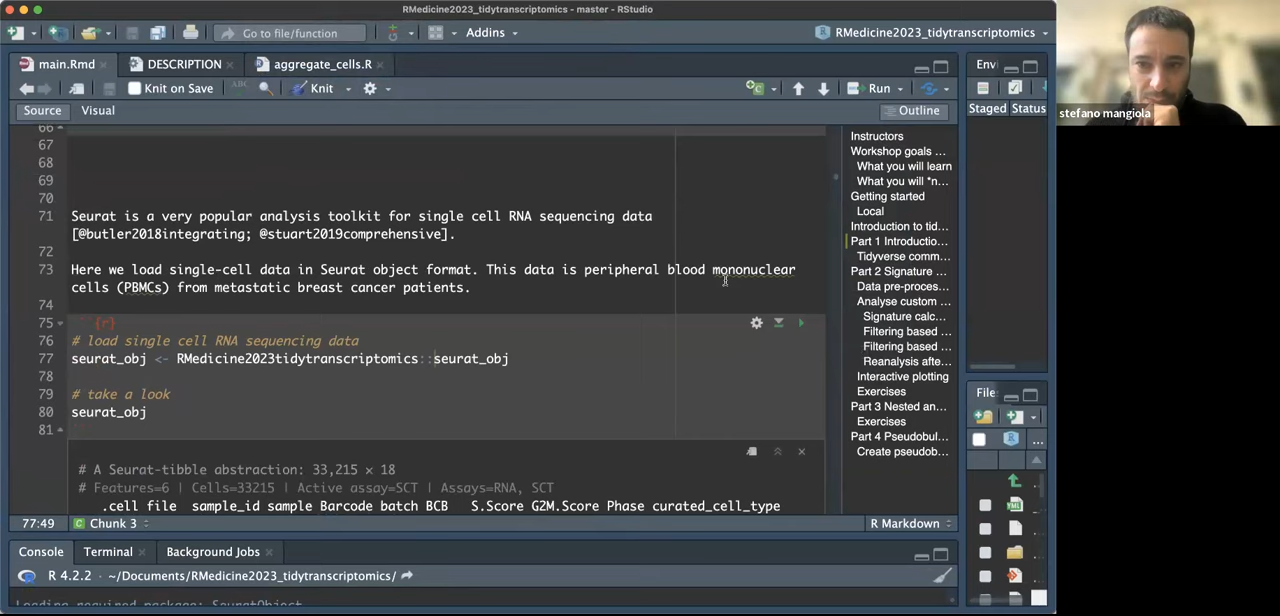 RMedicine2023_tidytranscriptomics - master - RStudio
Go to file/function
Addins
RMedicine2023_tidytranscriptomics
main.Rmd
DESCRIPTION
aggregate_cells.R
Knit on Save
ABC
Knit
Run
Source
Visual
Outline
66
67
68
69
70
71 Seurat is a very popular analysis toolkit for single cell RNA sequencing data
[@butler2018integrating; @stuart2019comprehensive].
72
73 Here we load single-cell data in Seurat object format. This data is peripheral blood mononuclear
cells (PBMCs) from metastatic breast cancer patients.
74
75 ```{r}
76 # load single cell RNA sequencing data
77 seurat_obj <- RMedicine2023tidytranscriptomics::seurat_obj
78
79 # take a look
80 seurat_obj
81
# A Seurat-tibble abstraction: 33,215 × 18
# Features=6 | Cells=33215 | Active assay=SCT | Assays=RNA, SCT
.cell file sample_id sample Barcode batch BCB S.Score G2M.Score Phase curated_cell_type
77:49
Chunk 3
R Markdown
Instructors
Workshop goals ...
What you will learn
What you will *n...
Getting started
Local
Introduction to tid...
Part 1 Introductio...
Tidyverse comm...
Part 2 Signature ...
Data pre-proces...
Analyse custom ...
Signature calc...
Filtering based ...
Filtering based ...
Reanalysis afte...
Interactive plotting
Exercises
Part 3 Nested an...
Exercises
Part 4 Pseudobul...
Create pseudob...
Console
Terminal
Background Jobs
R 4.2.2 · ~/Documents/RMedicine2023_tidytranscriptomics/
Loading required package: SeuratObject
Envi
Staged
Status
Files
stefano mangiola